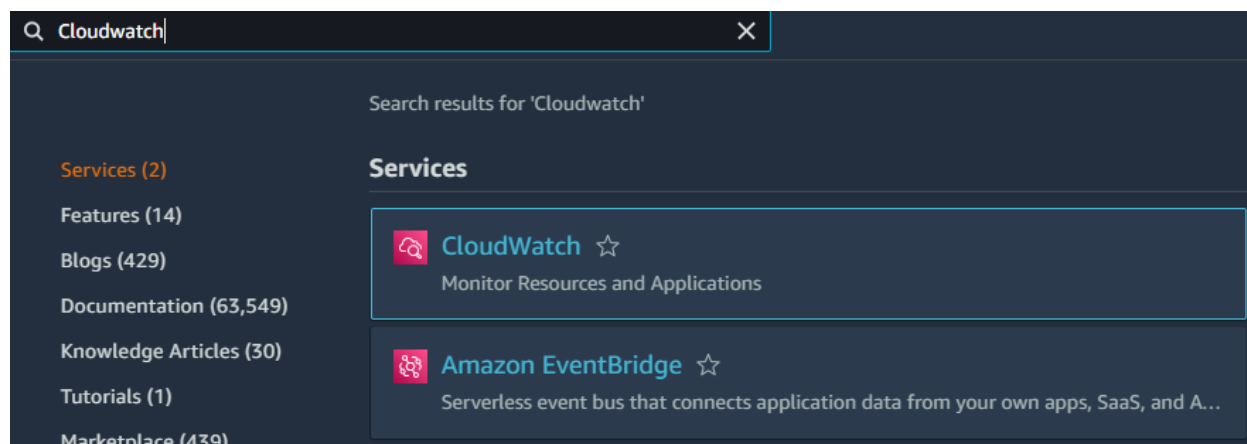 Cloudwatch
Search results for 'Cloudwatch'
Services (2)
Features (14)
Blogs (429)
Documentation (63,549)
Knowledge Articles (30)
Tutorials (1)
Marketplace (439)
Services
CloudWatch
Monitor Resources and Applications
Amazon EventBridge
Serverless event bus that connects application data from your own apps, SaaS, and A...